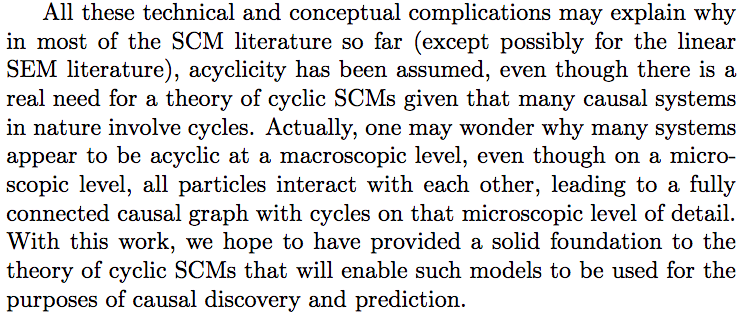 All these technical and conceptual complications may explain why
in most of the SCM literature so far (except possibly for the linear
SEM literature), acyclicity has been assumed, even though there is a
real need for a theory of cyclic SCMs given that many causal systems
in nature involve cycles. Actually, one may wonder why many systems
appear to be acyclic at a macroscopic level, even though on a micro-
scopic level, all particles interact with each other, leading to a fully
connected causal graph with cycles on that microscopic level of detail.
With this work, we hope to have provided a solid foundation to the
theory of cyclic SCMs that will enable such models to be used for the
purposes of causal discovery and prediction.